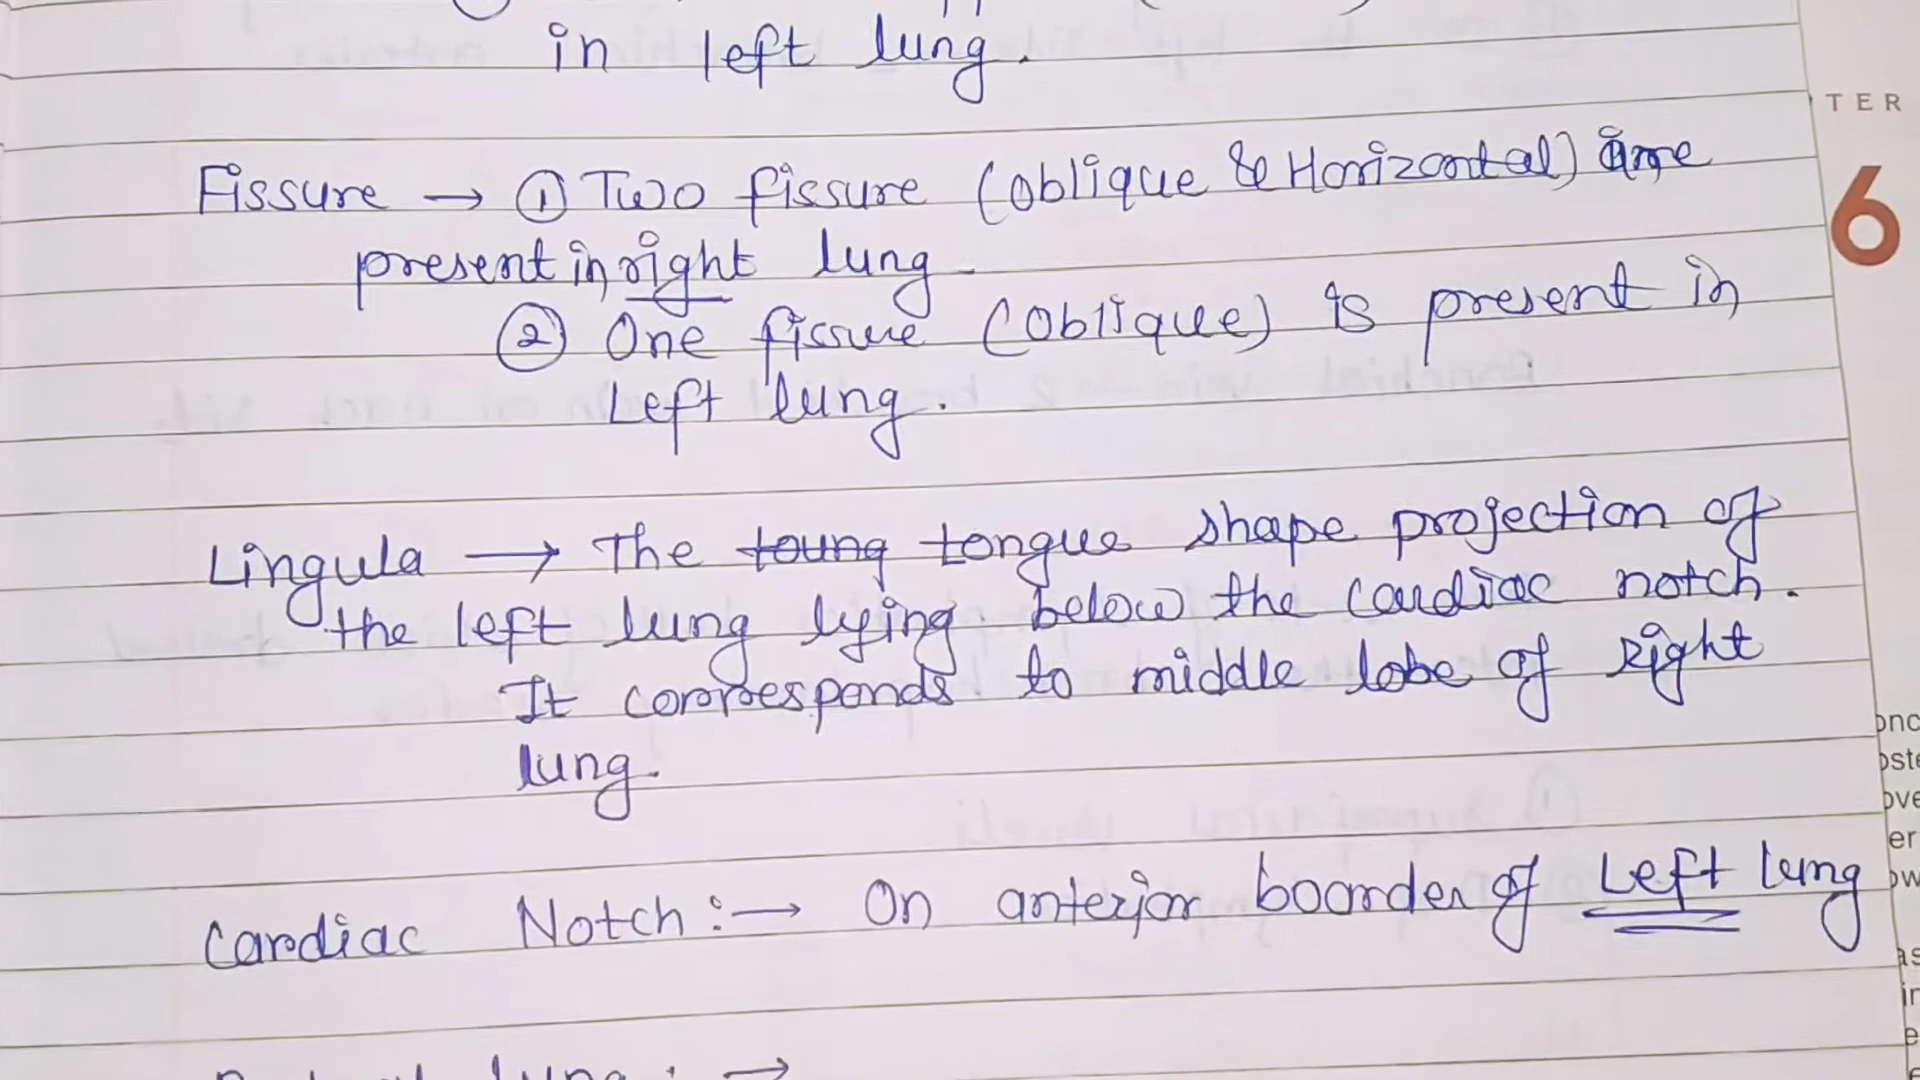 in left lung.
Fissure → ① Two fissure (oblique & Horizontal) are
present in right lung
② One fissure (Oblique) is present in
Left lung.
Lingula → The toung tongue shape projection of
the left lung lying below the cardiac notch.
It corresponds to middle lobe of right
lung.
Cardiac Notch :→ On anterior boarder of Left lung
TER
6